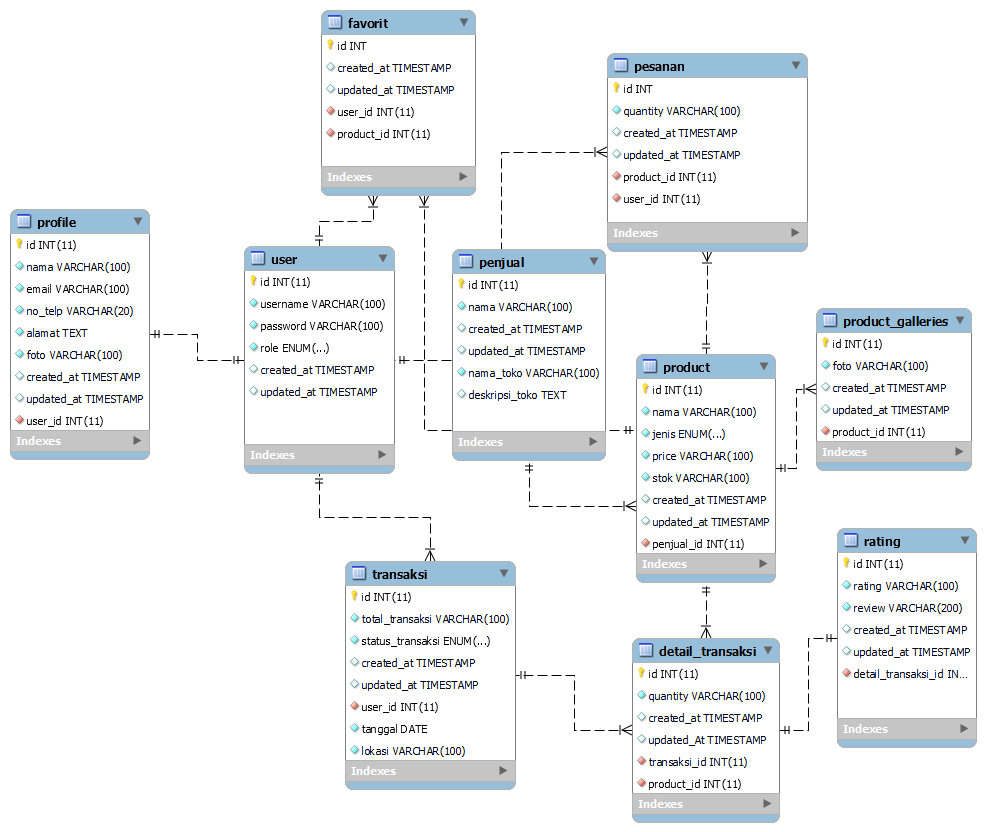 favorit
id INT
created_at TIMESTAMP
updated_at TIMESTAMP
user_id INT(11)
product_id INT(11)
Indexes
pesanan
id INT
quantity VARCHAR(100)
created_at TIMESTAMP
updated_at TIMESTAMP
product_id INT(11)
user_id INT(11)
Indexes
profile
id INT(11)
nama VARCHAR(100)
email VARCHAR(100)
no_telp VARCHAR(20)
alamat TEXT
foto VARCHAR(100)
created_at TIMESTAMP
updated_at TIMESTAMP
user_id INT(11)
Indexes
user
id INT(11)
username VARCHAR(100)
password VARCHAR(100)
role ENUM(...)
created_at TIMESTAMP
updated_at TIMESTAMP
Indexes
penjual
id INT(11)
nama VARCHAR(100)
created_at TIMESTAMP
updated_at TIMESTAMP
nama_toko VARCHAR(100)
deskripsi_toko TEXT
Indexes
product
id INT(11)
nama VARCHAR(100)
jenis ENUM(...)
price VARCHAR(100)
stok VARCHAR(100)
created_at TIMESTAMP
updated_at TIMESTAMP
penjual_id INT(11)
Indexes
product_galleries
id INT(11)
foto VARCHAR(100)
created_at TIMESTAMP
updated_at TIMESTAMP
product_id INT(11)
Indexes
transaksi
id INT(11)
total_transaksi VARCHAR(100)
status_transaksi ENUM(...)
created_at TIMESTAMP
updated_at TIMESTAMP
user_id INT(11)
tanggal DATE
lokasi VARCHAR(100)
Indexes
detail_transaksi
id INT(11)
quantity VARCHAR(100)
created_at TIMESTAMP
updated_At TIMESTAMP
transaksi_id INT(11)
product_id INT(11)
Indexes
rating
id INT(11)
rating VARCHAR(100)
review VARCHAR(200)
created_at TIMESTAMP
updated_at TIMESTAMP
detail_transaksi_id IN...
Indexes